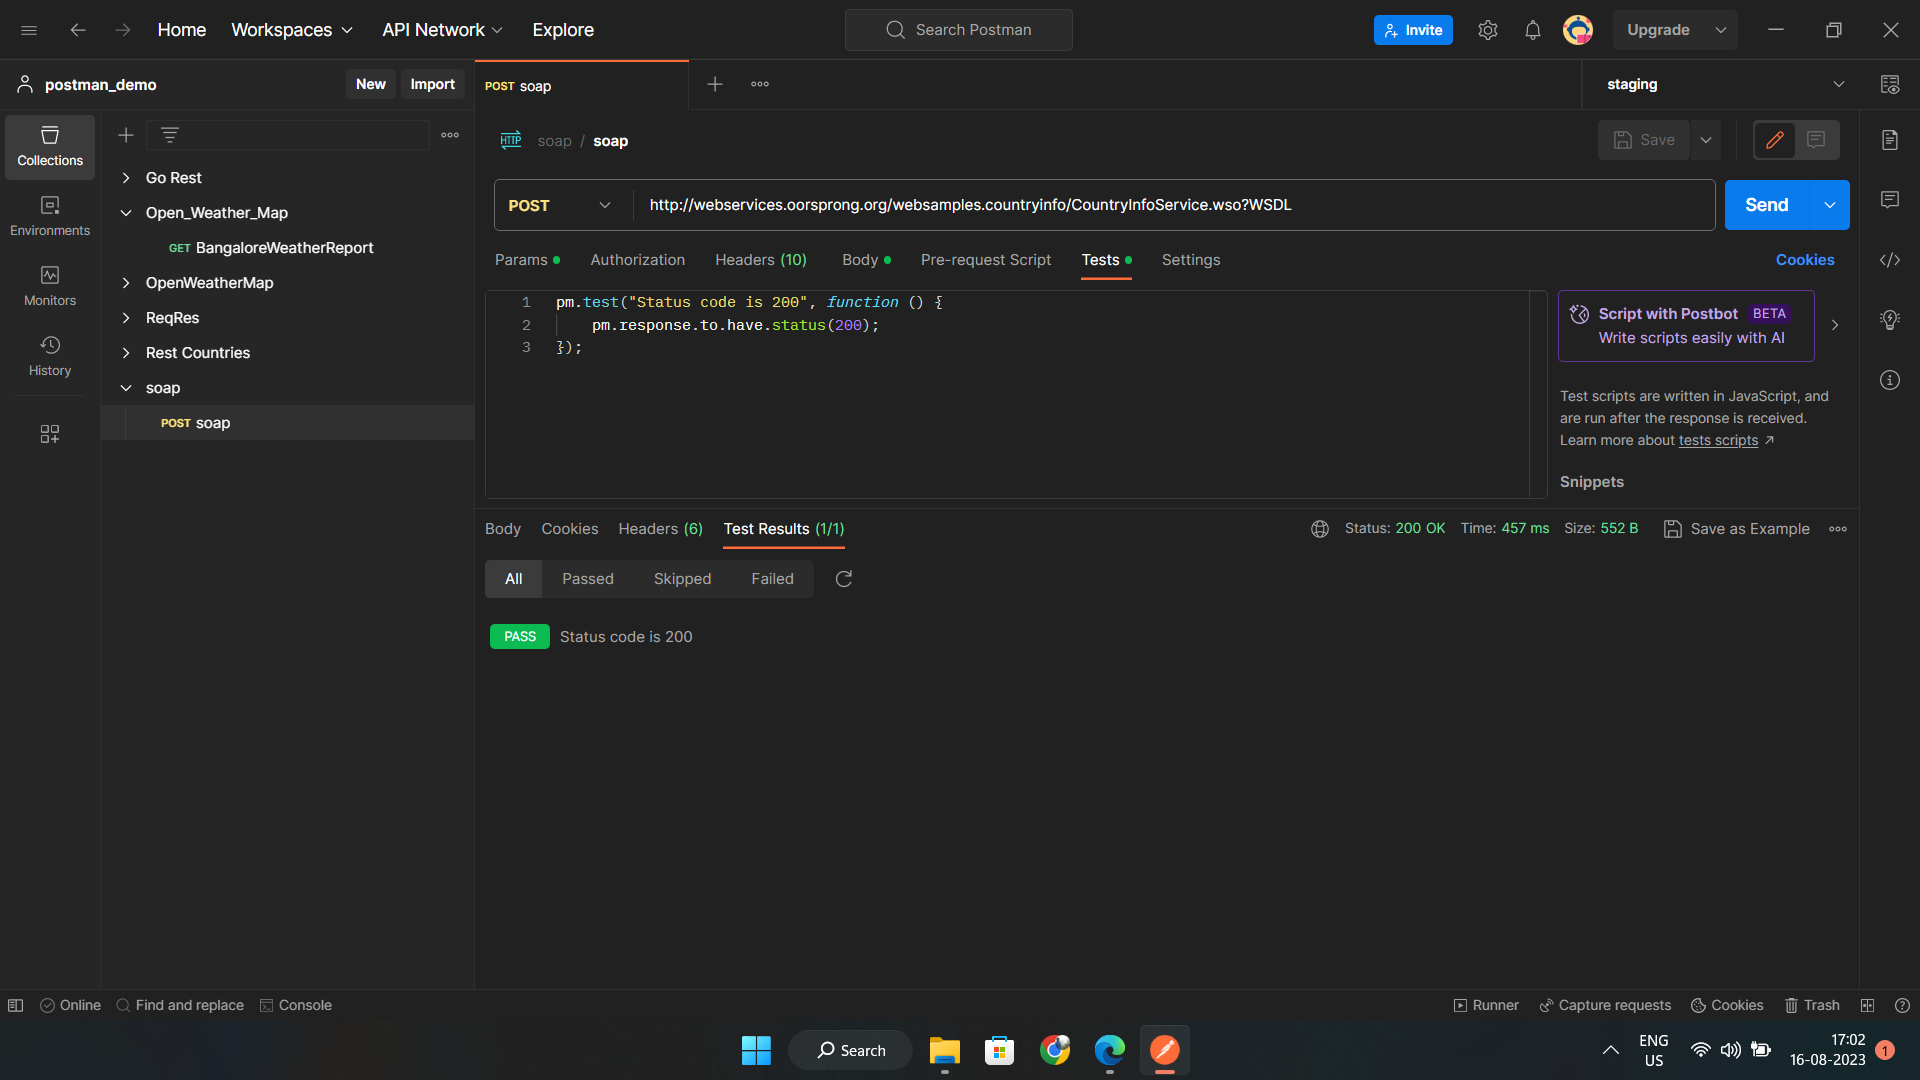 Home Workspaces API Network Explore Search Postman Invite Upgrade
postman_demo New Import POST soap staging
Collections
Environments
Monitors
History
Go Rest
Open_Weather_Map
GET BangaloreWeatherReport
OpenWeatherMap
ReqRes
Rest Countries
soap
POST soap
HTTP soap / soap Save
POST http://webservices.oorsprong.org/websamples.countryinfo/CountryInfoService.wso?WSDL Send
Params Authorization Headers (10) Body Pre-request Script Tests Settings Cookies
1 pm.test("Status code is 200", function () {
2 pm.response.to.have.status(200);
3 });
Script with Postbot BETA
Write scripts easily with AI
Test scripts are written in JavaScript, and
are run after the response is received.
Learn more about tests scripts ↗
Snippets
Body Cookies Headers (6) Test Results (1/1) Status: 200 OK Time: 457 ms Size: 552 B Save as Example
All Passed Skipped Failed
PASS Status code is 200
Online Find and replace Console Runner Capture requests Cookies Trash
Search ENG
US
17:02
16-08-2023 1